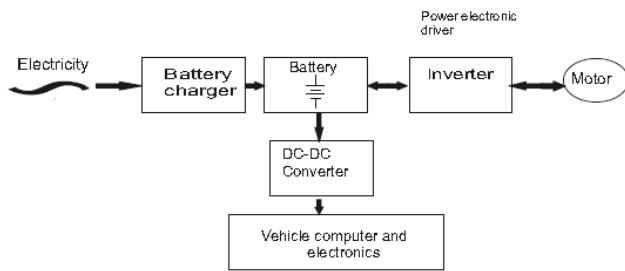 Power electronic
driver
Electricity
Battery
charger
Battery
Inverter
Motor
DC-DC
Converter
Vehicle computer and
electronics